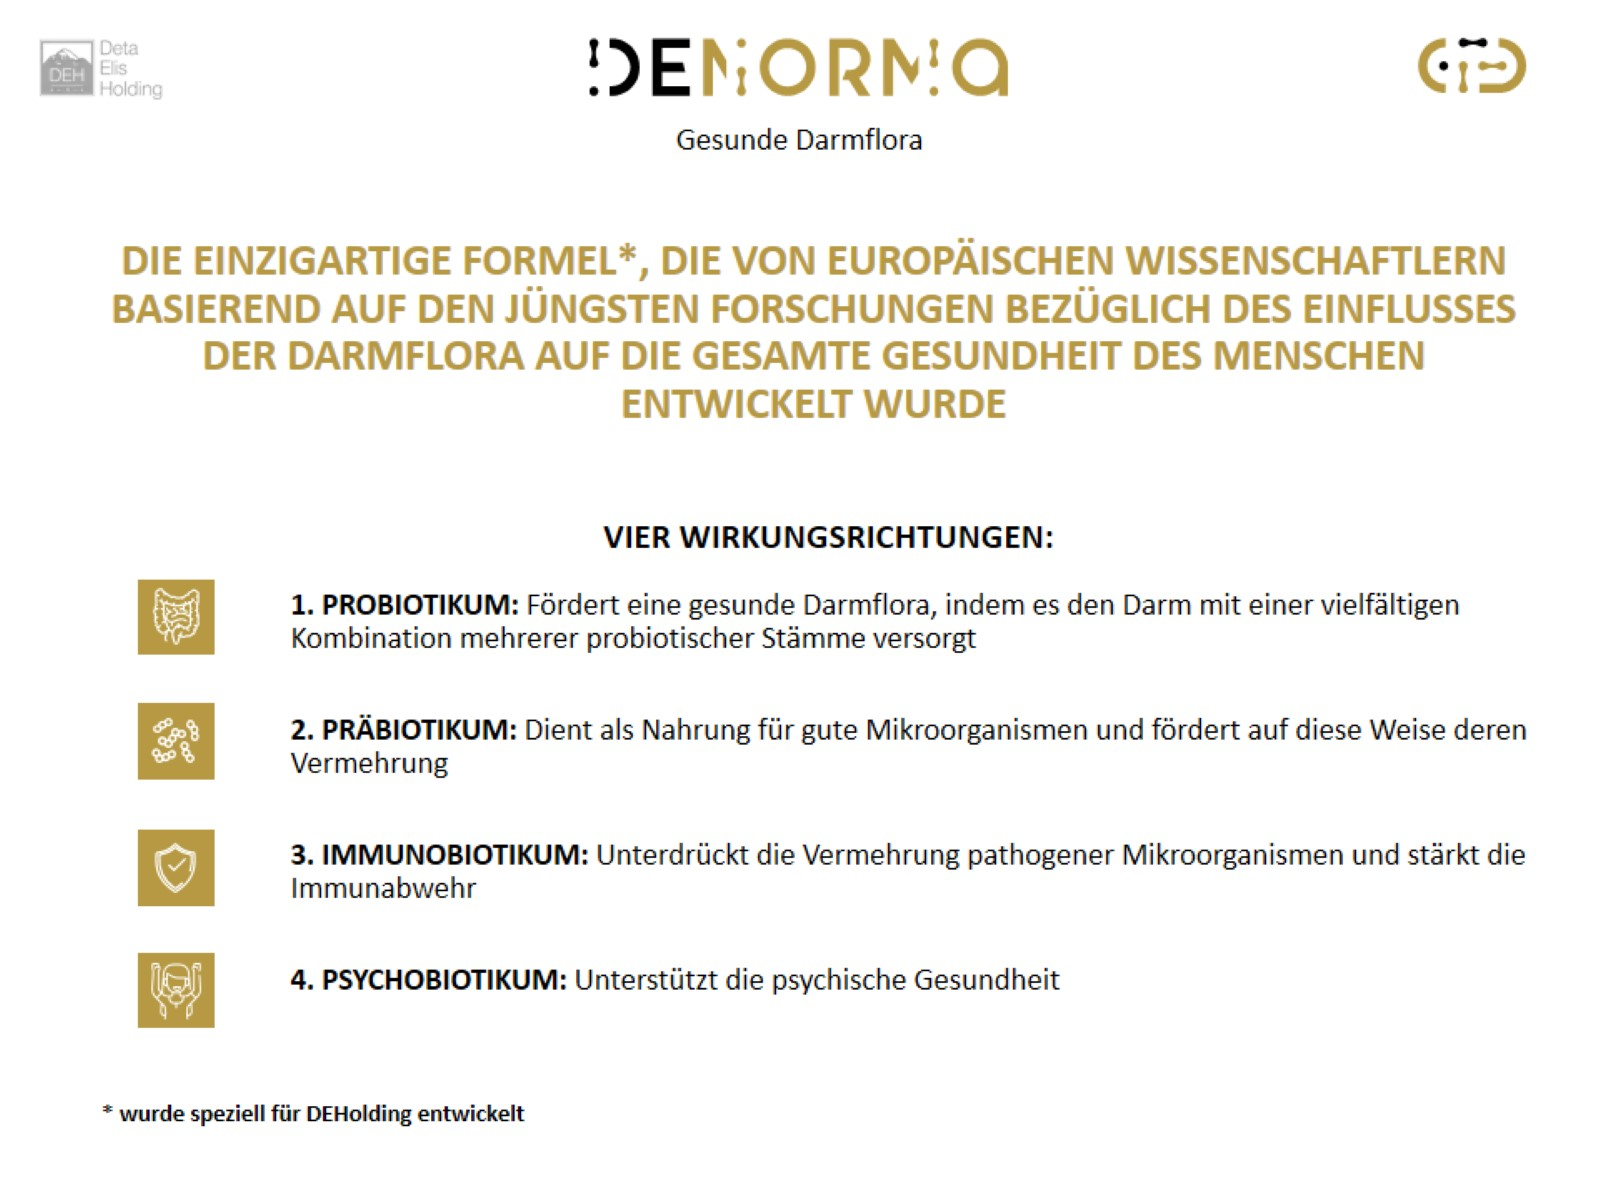 Deta
Elis
Holding
DEH
DENORMA
Gesunde Darmflora
DIE EINZIGARTIGE FORMEL*, DIE VON EUROPÄISCHEN WISSENSCHAFTLERN
BASIEREND AUF DEN JÜNGSTEN FORSCHUNGEN BEZÜGLICH DES EINFLUSSES
DER DARMFLORA AUF DIE GESAMTE GESUNDHEIT DES MENSCHEN
ENTWICKELT WURDE
VIER WIRKUNGSRICHTUNGEN:
1. PROBIOTIKUM: Fördert eine gesunde Darmflora, indem es den Darm mit einer vielfältigen
Kombination mehrerer probiotischer Stämme versorgt
2. PRÄBIOTIKUM: Dient als Nahrung für gute Mikroorganismen und fördert auf diese Weise deren
Vermehrung
3. IMMUNOBIOTIKUM: Unterdrückt die Vermehrung pathogener Mikroorganismen und stärkt die
Immunabwehr
4. PSYCHOBIOTIKUM: Unterstützt die psychische Gesundheit
* wurde speziell für DEHolding entwickelt